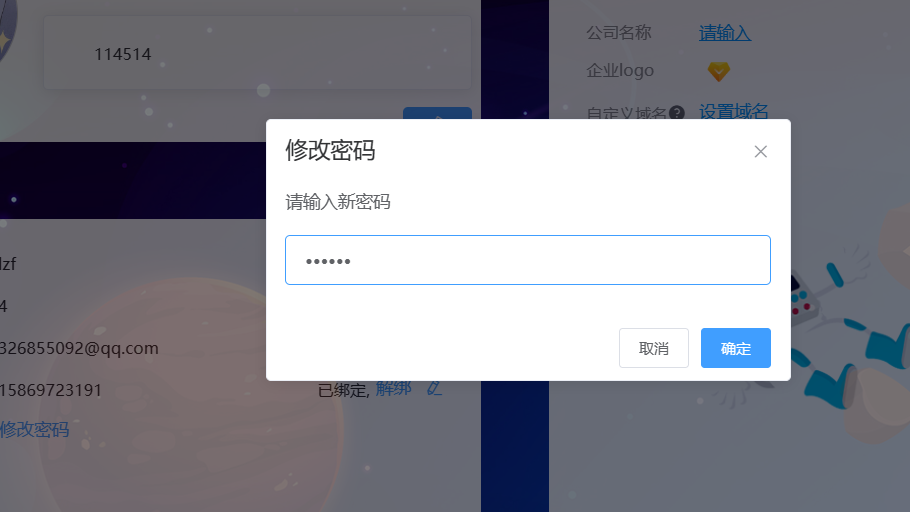 114514
公司名称 请输入
企业logo
自定义域名 ? 设置域名
修改密码
请输入新密码
••••••
取消 确定
lzf
4
326855092@qq.com
15869723191 已绑定, 解绑
修改密码